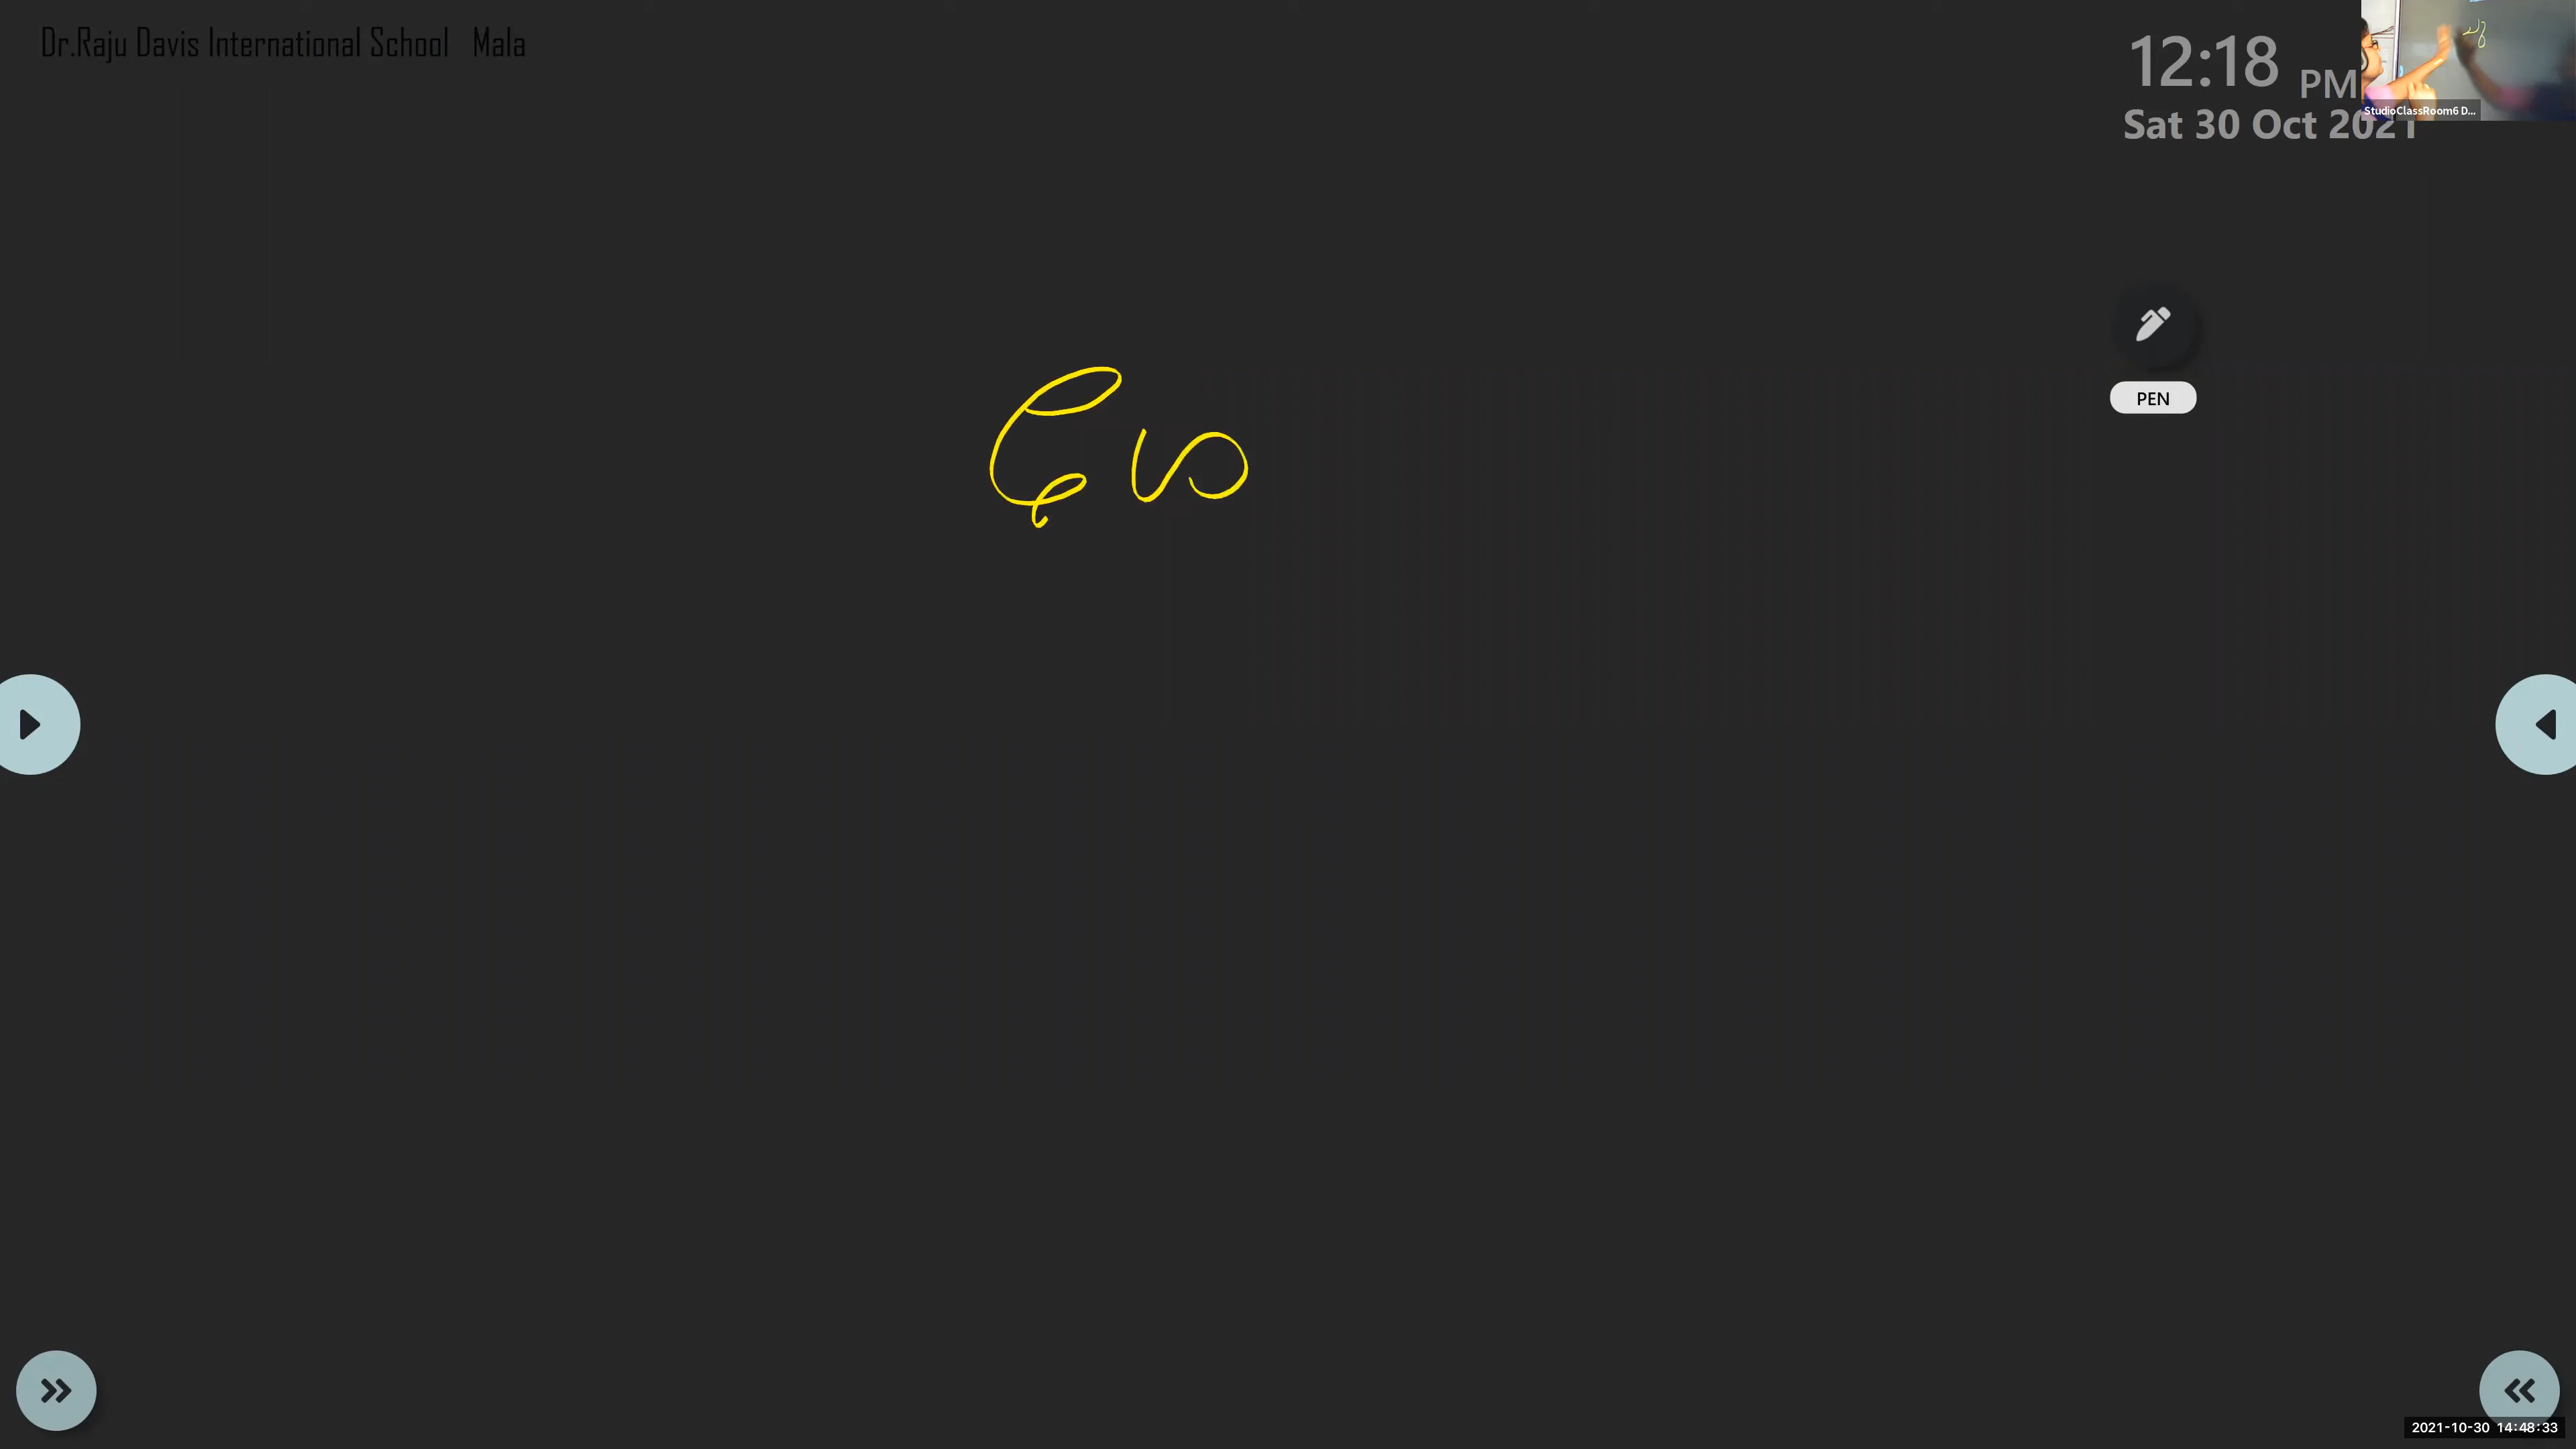 Dr.Raju Davis International School Mala
12:18 PM
Sat 30 Oct 2021
StudioClassRoom6 D...
PEN
2021-10-30 14:48:33